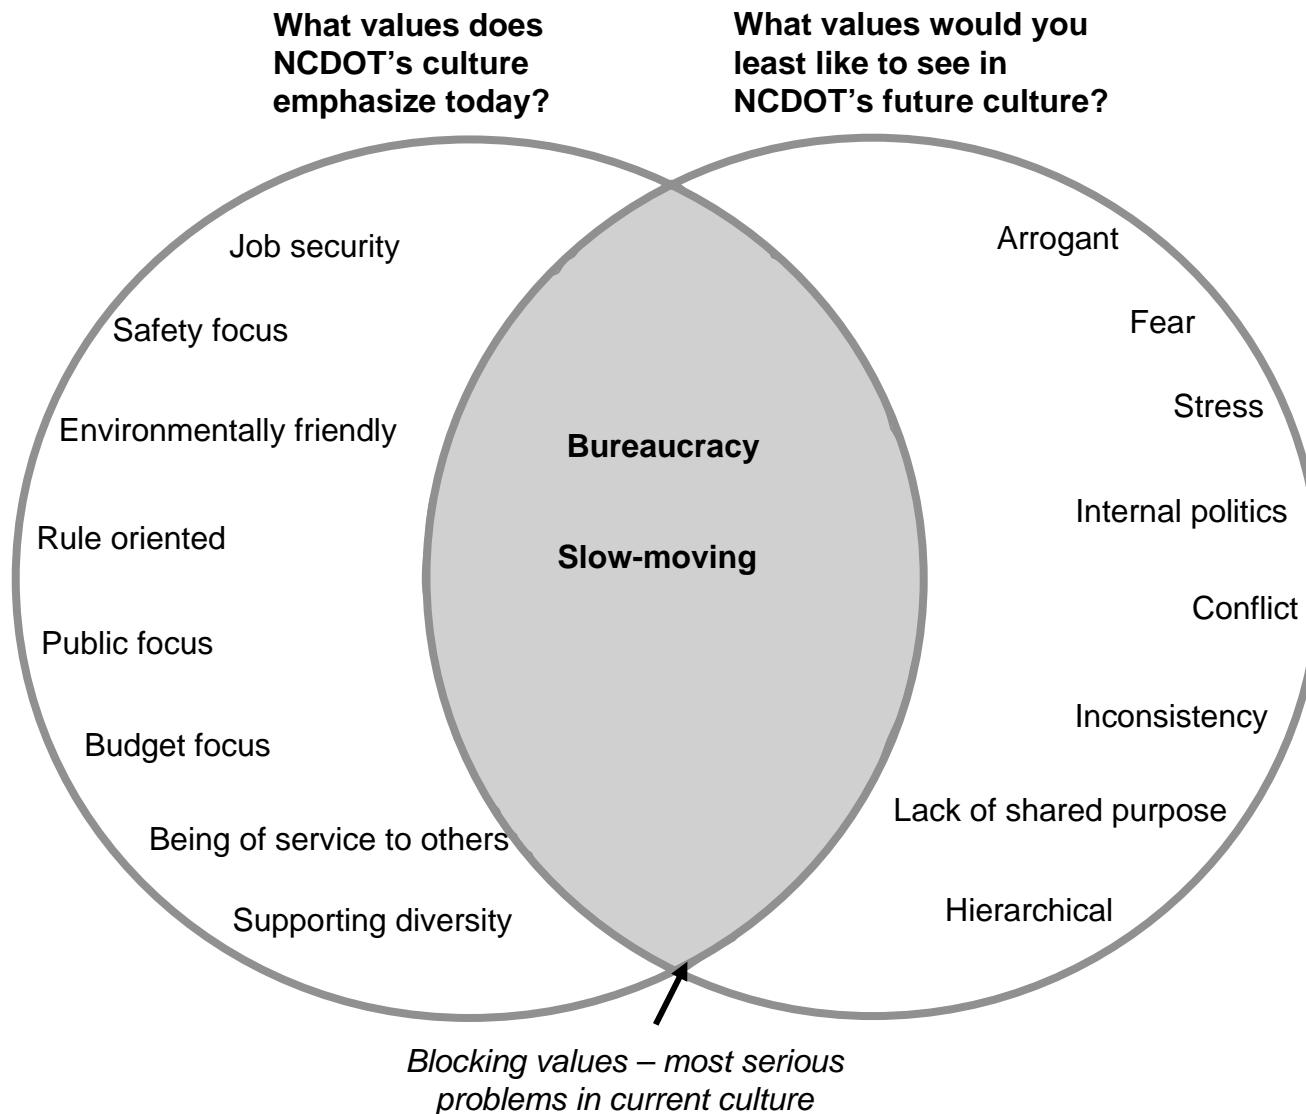 What values does
NCDOT’s culture
emphasize today?
What values would you
least like to see in
NCDOT’s future culture?
Job security
Safety focus
Environmentally friendly
Rule oriented
Public focus
Budget focus
Being of service to others
Supporting diversity
Bureaucracy
Slow-moving
Arrogant
Fear
Stress
Internal politics
Conflict
Inconsistency
Lack of shared purpose
Hierarchical
Blocking values – most serious
problems in current culture